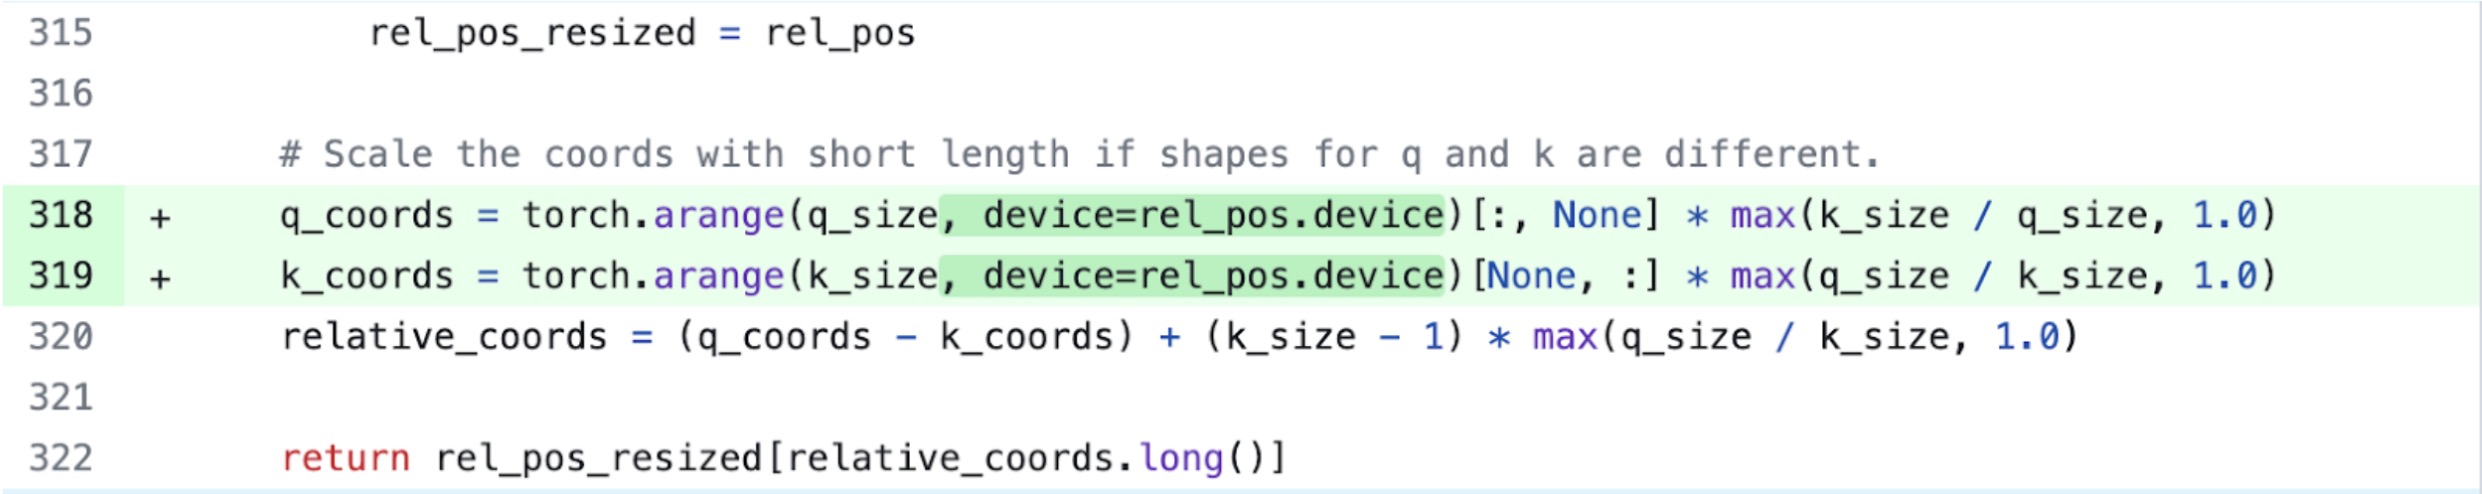 315 rel_pos_resized = rel_pos
316
317 # Scale the coords with short length if shapes for q and k are different.
318 + q_coords = torch.arange(q_size, device=rel_pos.device)[:, None] * max(k_size / q_size, 1.0)
319 + k_coords = torch.arange(k_size, device=rel_pos.device)[None, :] * max(q_size / k_size, 1.0)
320 relative_coords = (q_coords - k_coords) + (k_size - 1) * max(q_size / k_size, 1.0)
321
322 return rel_pos_resized[relative_coords.long()]